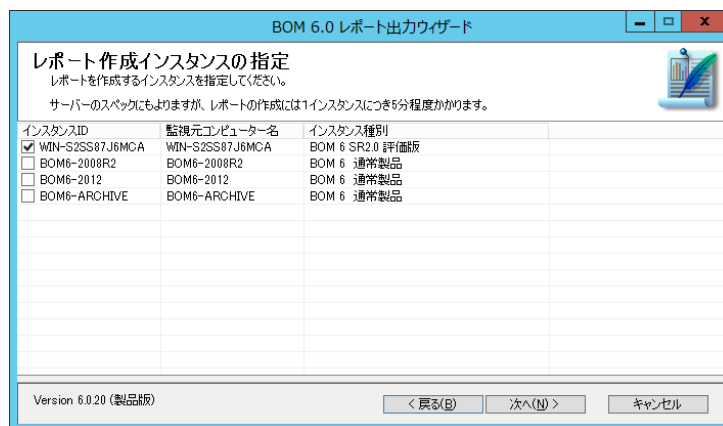 BOM 6.0 レポート出力ウィザード
レポート作成インスタンスの指定
レポートを作成するインスタンスを指定してください。
サーバーのスペックにもよりますが、レポートの作成には1インスタンスにつき5分程度かかります。
インスタンスID 監視元コンピューター名 インスタンス種別
WIN-S2SS87J6MCA WIN-S2SS87J6MCA BOM 6 SR2.0 評価版
BOM6-2008R2 BOM6-2008R2 BOM 6 通常製品
BOM6-2012 BOM6-2012 BOM 6 通常製品
BOM6-ARCHIVE BOM6-ARCHIVE BOM 6 通常製品
Version 6.0.20 (製品版) < 戻る(B) 次へ(N) > キャンセル